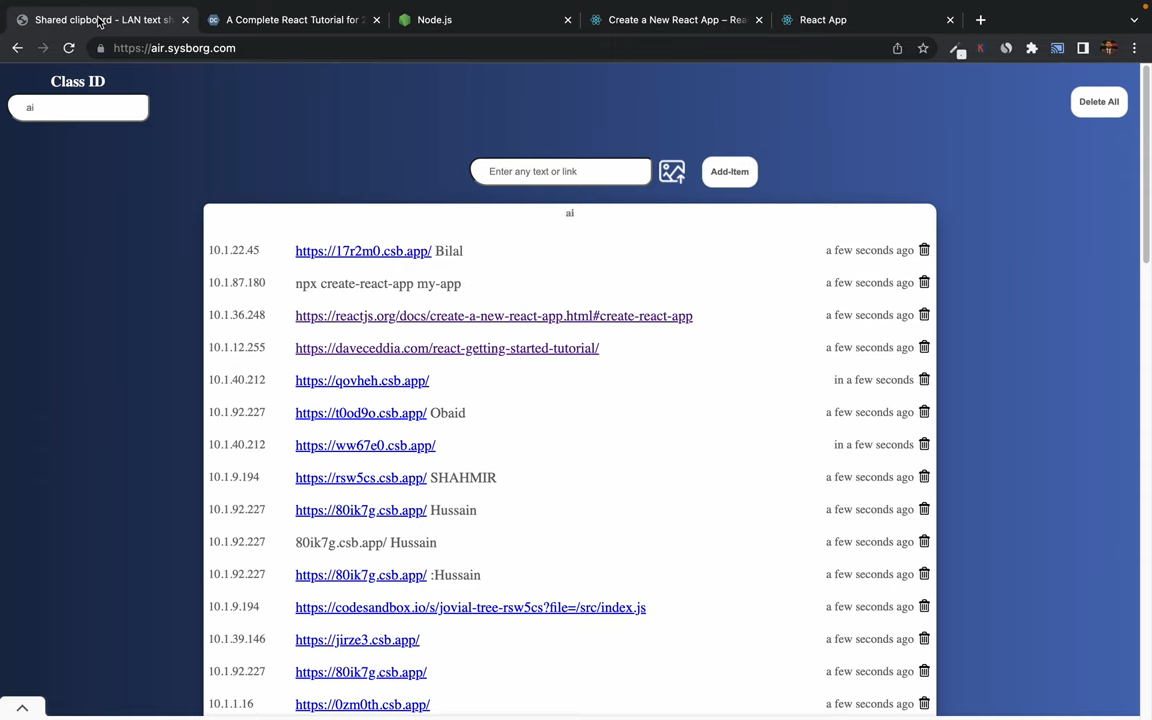 Shared clipboard - LAN text sh
A Complete React Tutorial for 2
Node.js
Create a New React App – Rea
React App
https://air.sysborg.com
Class ID
ai
Delete All
Enter any text or link
Add-Item
ai
10.1.22.45 https://17r2m0.csb.app/ Bilal a few seconds ago
10.1.87.180 npx create-react-app my-app a few seconds ago
10.1.36.248 https://reactjs.org/docs/create-a-new-react-app.html#create-react-app a few seconds ago
10.1.12.255 https://daveceddia.com/react-getting-started-tutorial/ a few seconds ago
10.1.40.212 https://qovheh.csb.app/ in a few seconds
10.1.92.227 https://t0od9o.csb.app/ Obaid a few seconds ago
10.1.40.212 https://ww67e0.csb.app/ in a few seconds
10.1.9.194 https://rsw5cs.csb.app/ SHAHMIR a few seconds ago
10.1.92.227 https://80ik7g.csb.app/ Hussain a few seconds ago
10.1.92.227 80ik7g.csb.app/ Hussain a few seconds ago
10.1.92.227 https://80ik7g.csb.app/ :Hussain a few seconds ago
10.1.9.194 https://codesandbox.io/s/jovial-tree-rsw5cs?file=/src/index.js a few seconds ago
10.1.39.146 https://jirze3.csb.app/ a few seconds ago
10.1.92.227 https://80ik7g.csb.app/ a few seconds ago
10.1.1.16 https://0zm0th.csb.app/ a few seconds ago